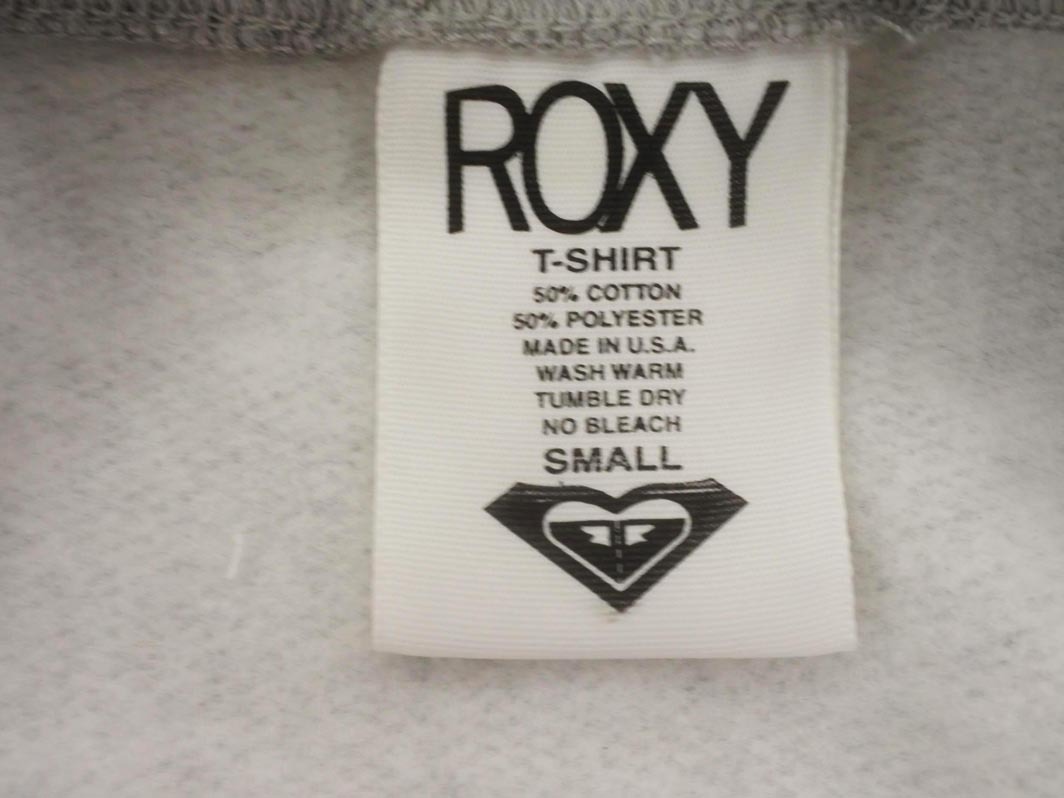 ROXY
T-SHIRT
50% COTTON
50% POLYESTER
MADE IN U.S.A.
WASH WARM
TUMBLE DRY
NO BLEACH
SMALL